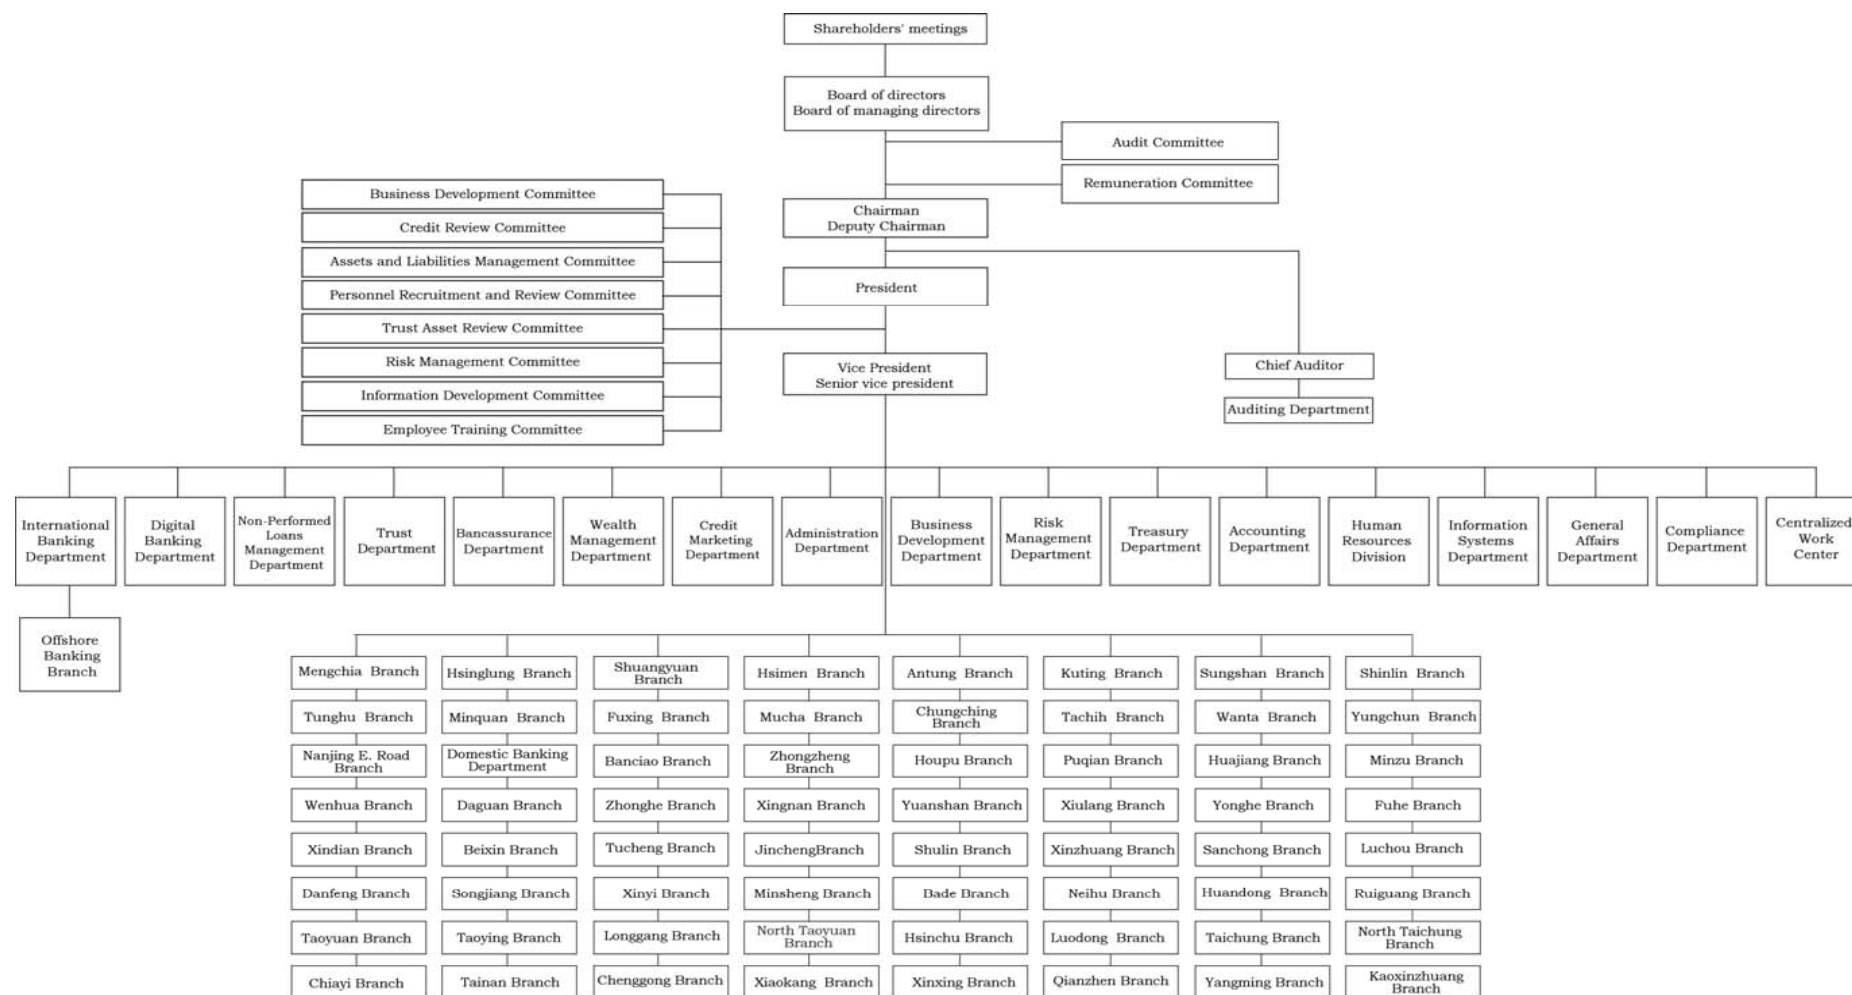 Shareholders' meetings
Board of directors
Board of managing directors
Audit Committee
Remuneration Committee
Chairman
Deputy Chairman
President
Business Development Committee
Credit Review Committee
Assets and Liabilities Management Committee
Personnel Recruitment and Review Committee
Trust Asset Review Committee
Risk Management Committee
Information Development Committee
Employee Training Committee
Vice President
Senior vice president
Chief Auditor
Auditing Department
International
Banking
Department
Digital
Banking
Department
Non-Performed
Loans
Management
Department
Trust
Department
Bancassurance
Department
Wealth
Management
Department
Credit
Marketing
Department
Administration
Department
Business
Development
Department
Risk
Management
Department
Treasury
Department
Accounting
Department
Human
Resources
Division
Information
Systems
Department
General
Affairs
Department
Compliance
Department
Centralized
Work
Center
Offshore
Banking
Branch
Mengchia Branch
Hsinglung Branch
Shuangyuan
Branch
Hsimen Branch
Antung Branch
Kuting Branch
Sungshan Branch
Shinlin Branch
Tunghu Branch
Minquan Branch
Fuxing Branch
Mucha Branch
Chungching
Branch
Tachih Branch
Wanta Branch
Yungchun Branch
Nanjing E. Road
Branch
Domestic Banking
Department
Banciao Branch
Zhongzheng
Branch
Houpu Branch
Puqian Branch
Huajiang Branch
Minzu Branch
Wenhua Branch
Daguan Branch
Zhonghe Branch
Xingnan Branch
Yuanshan Branch
Xiulang Branch
Yonghe Branch
Fuhe Branch
Xindian Branch
Beixin Branch
Tucheng Branch
JinchengBranch
Shulin Branch
Xinzhuang Branch
Sanchong Branch
Luchou Branch
Danfeng Branch
Songjiang Branch
Xinyi Branch
Minsheng Branch
Bade Branch
Neihu Branch
Huandong Branch
Ruiguang Branch
Taoyuan Branch
Taoying Branch
Longgang Branch
North Taoyuan
Branch
Hsinchu Branch
Luodong Branch
Taichung Branch
North Taichung
Branch
Chiayi Branch
Tainan Branch
Chenggong Branch
Xiaokang Branch
Xinxing Branch
Qianzhen Branch
Yangming Branch
Kaoxinzhuang
Branch